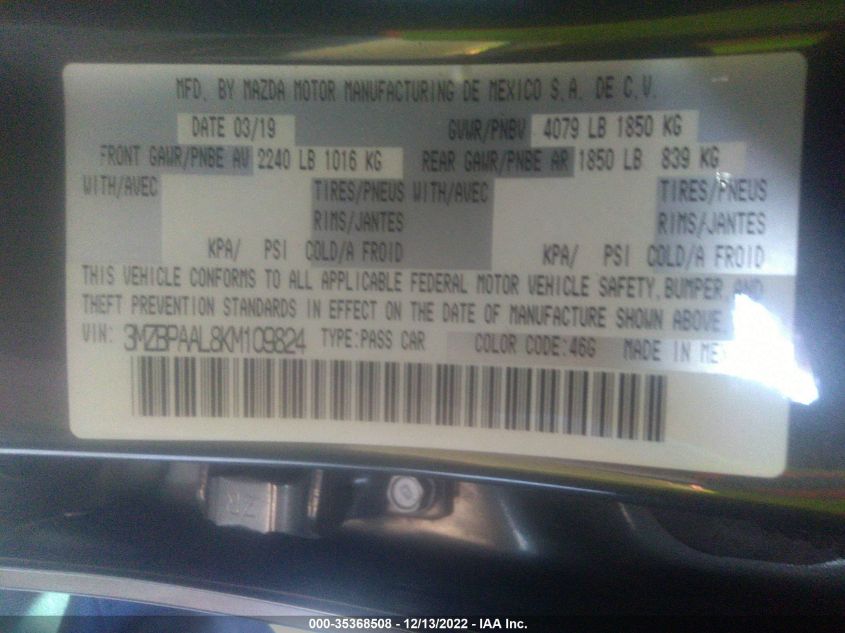 MFD. BY MAZDA MOTOR MANUFACTURING DE MEXICO S.A. DE C.V.
DATE 03/19 GVWR/PNBV 4079 LB 1850 KG
FRONT GAWR/PNBE AV 2240 LB 1016 KG REAR GAWR/PNBE AR 1850 LB 839 KG
WITH/AVEC TIRES/PNEUS WITH/AVEC TIRES/PNEUS
RIMS/JANTES RIMS/JANTES
KPA/ PSI COLD/A FROID KPA/ PSI COLD/A FROID
THIS VEHICLE CONFORMS TO ALL APPLICABLE FEDERAL MOTOR VEHICLE SAFETY, BUMPER, AND
THEFT PREVENTION STANDARDS IN EFFECT ON THE DATE OF MANUFACTURE SHOWN ABOVE.
VIN: 3MZBPAAL8KM109824 TYPE:PASS CAR COLOR CODE:46G MADE IN
000-35368508 - 12/13/2022 - IAA Inc.